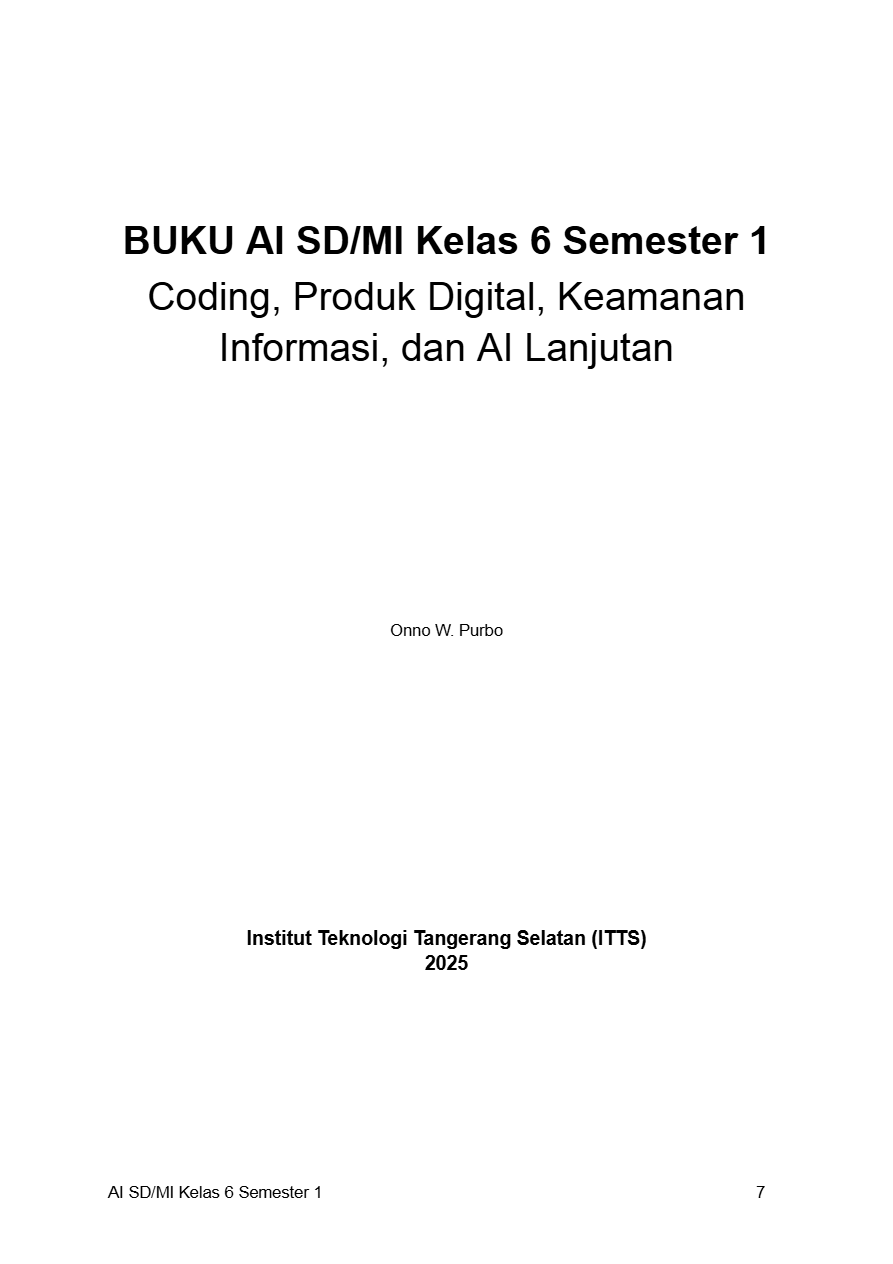 BUKU AI SD/MI Kelas 6 Semester 1
Coding, Produk Digital, Keamanan
Informasi, dan AI Lanjutan
Onno W. Purbo
Institut Teknologi Tangerang Selatan (ITTS)
2025
AI SD/MI Kelas 6 Semester 1 7